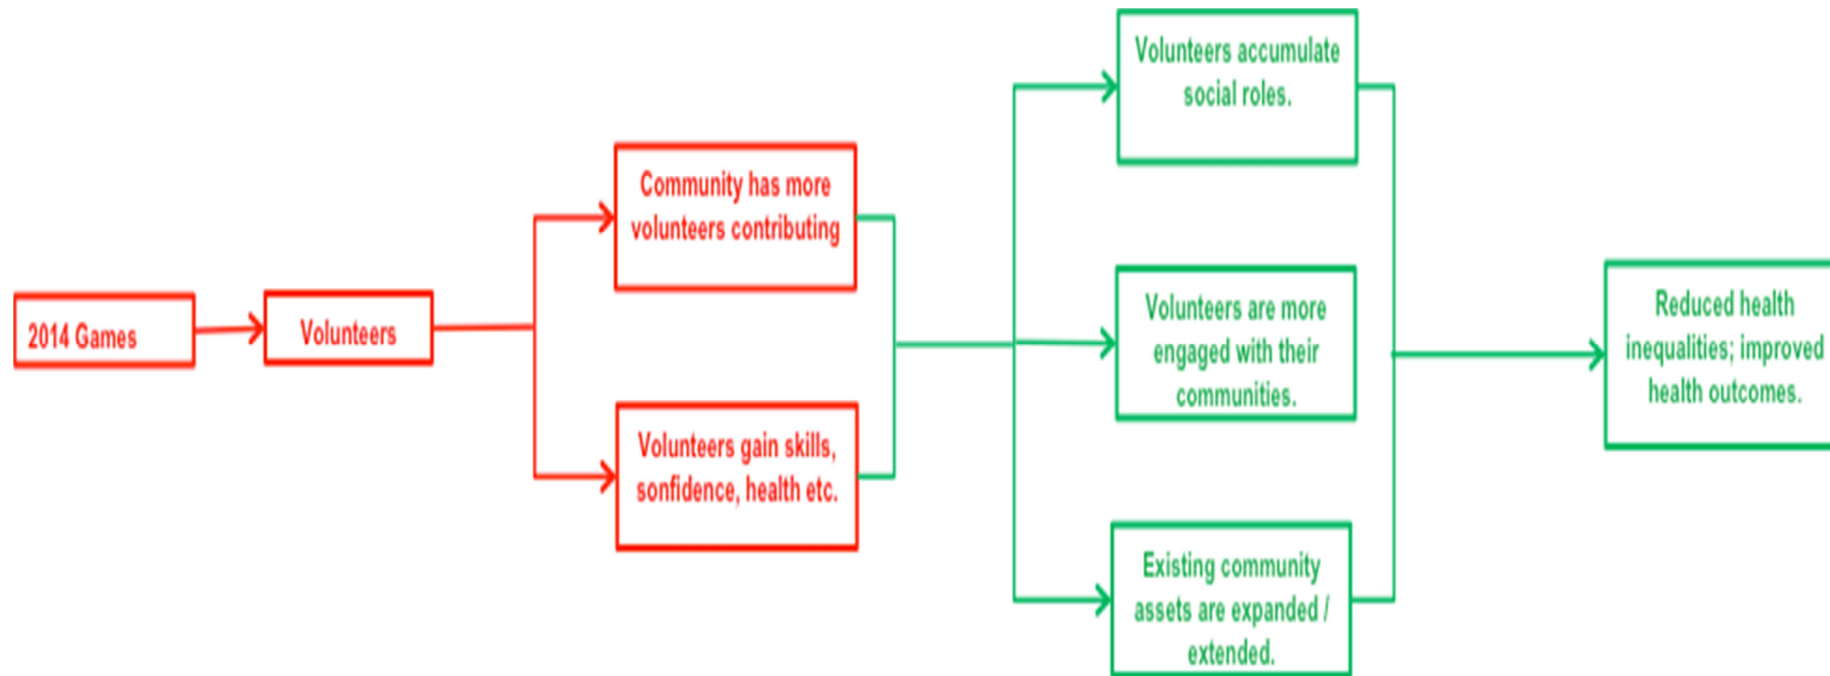 2014 Games
Volunteers
Community has more
volunteers contributing
Volunteers gain skills,
sonfidence, health etc.
Volunteers accumulate
social roles.
Volunteers are more
engaged with their
communities.
Existing community
assets are expanded /
extended.
Reduced health
inequalities; improved
health outcomes.